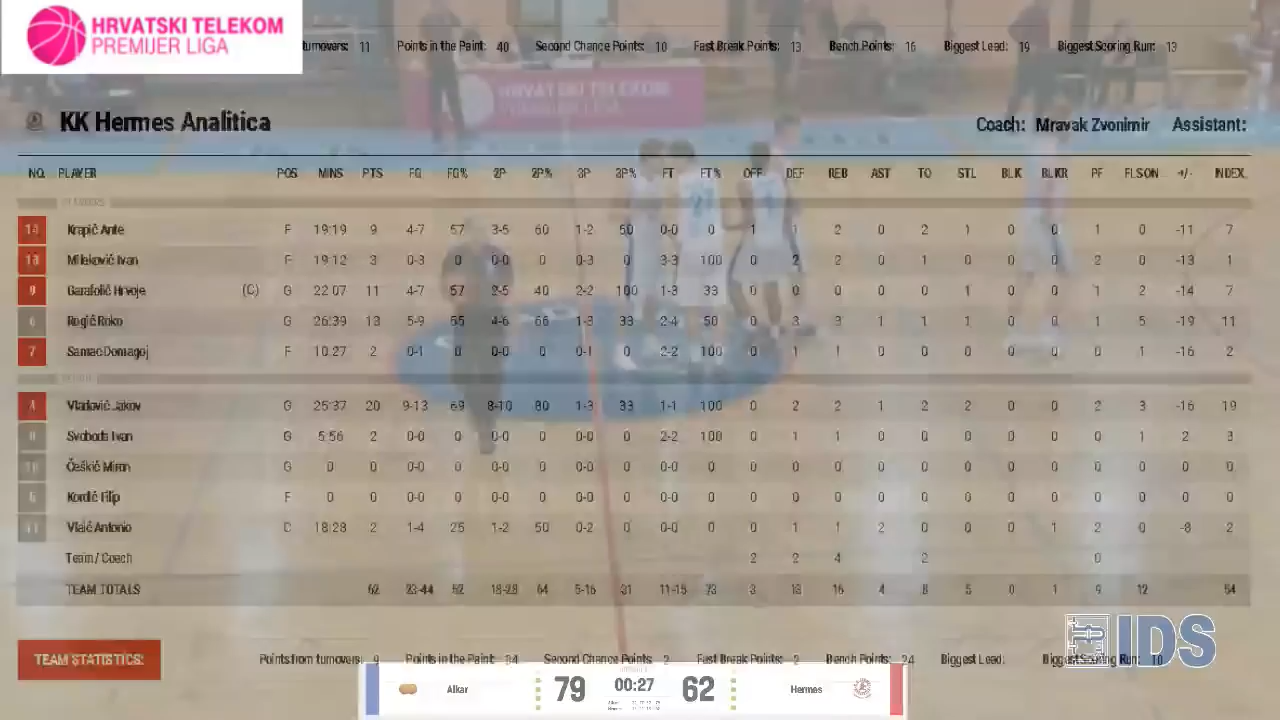 HRVATSKI TELEKOM
PREMIJER LIGA
turnovers: 11 Points in the Paint: 40 Second Chance Points: 10 Fast Break Points: 13 Bench Points: 16 Biggest Lead: 19 Biggest Scoring Run: 13
HRVATSKI TELEKOM
PREMIJER LIGA
KK Hermes Analitica Coach: Mravak Zvonimir Assistant:
NO. PLAYER POS MINS PTS FG FG% 2P 2P% 3P 3P% FT FT% OFF DEF REB AST TO STL BLK BLKR PF FLSON +/- INDEX
Krapić Ante F 19:19 9 4-7 57 3-5 60 1-2 50 0-0 0 1 1 2 0 2 1 0 0 1 0 -11 7
Mileković Ivan F 19:12 3 0-3 0 0-0 0 0-3 0 3-3 100 0 2 2 0 1 0 0 0 2 0 -13 1
9 Garafolić Hrvoje (C) G 22:07 11 4-7 57 2-5 40 2-2 100 1-3 33 0 0 0 0 0 1 0 0 1 2 -14 7
6 Rogić Roko G 26:39 13 5-9 55 4-6 66 1-3 33 2-4 50 0 3 3 1 1 1 0 0 1 5 -19 11
7 Samac Domagoj F 10:27 2 0-1 0 0-0 0 0-1 0 2-2 100 0 1 1 0 0 0 0 0 0 1 -16 2
4 Vladović Jakov G 25:37 20 9-13 69 8-10 80 1-3 33 1-1 100 0 2 2 1 2 2 0 0 2 3 -16 19
Svoboda Ivan G 5:56 2 0-0 0 0-0 0 0-0 0 2-2 100 0 1 1 0 0 0 0 0 0 1 2 3
Češkić Miran G 0 0 0-0 0 0-0 0 0-0 0 0-0 0 0 0 0 0 0 0 0 0 0 0 0 0
Kordić Filip F 0 0 0-0 0 0-0 0 0-0 0 0-0 0 0 0 0 0 0 0 0 0 0 0 0 0
11 Vlaić Antonio C 18:28 2 1-4 25 1-2 50 0-2 0 0-0 0 0 1 1 2 0 0 0 1 2 0 -8 2
Team / Coach 2 2 4 2 0
TEAM TOTALS 62 23-44 52 18-28 64 5-16 31 11-15 73 3 13 16 4 8 5 0 1 9 12 54
IDS
TEAM STATISTICS: Points from turnovers: 9 Points in the Paint: 34 Second Chance Points: 2 Fast Break Points: 2 Bench Points: 24 Biggest Lead: Biggest Scoring Run: 10
Alkar 79 00:27 62 Hermes